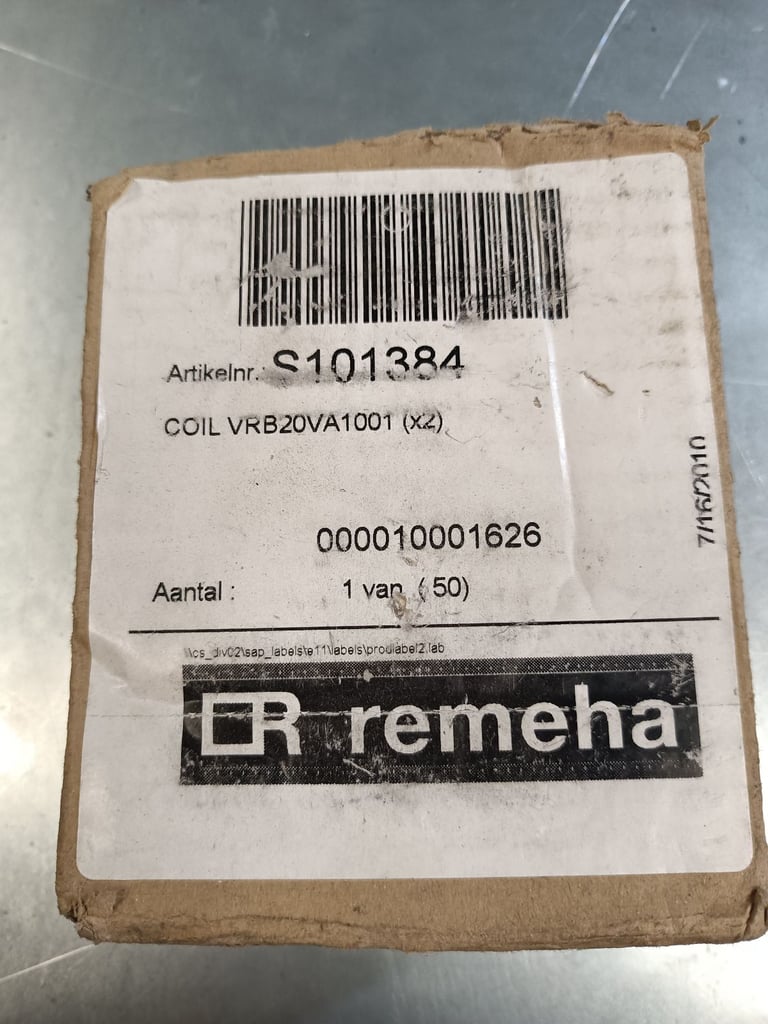 Artikelnr.: S101384
COIL VRB20VA1001 (x2)
7/16/2010
000010001626
Aantal : 1 van ( 50)
\\cs_div02\sap_labels\e11\labels\prodlabel2.lab
R remeha